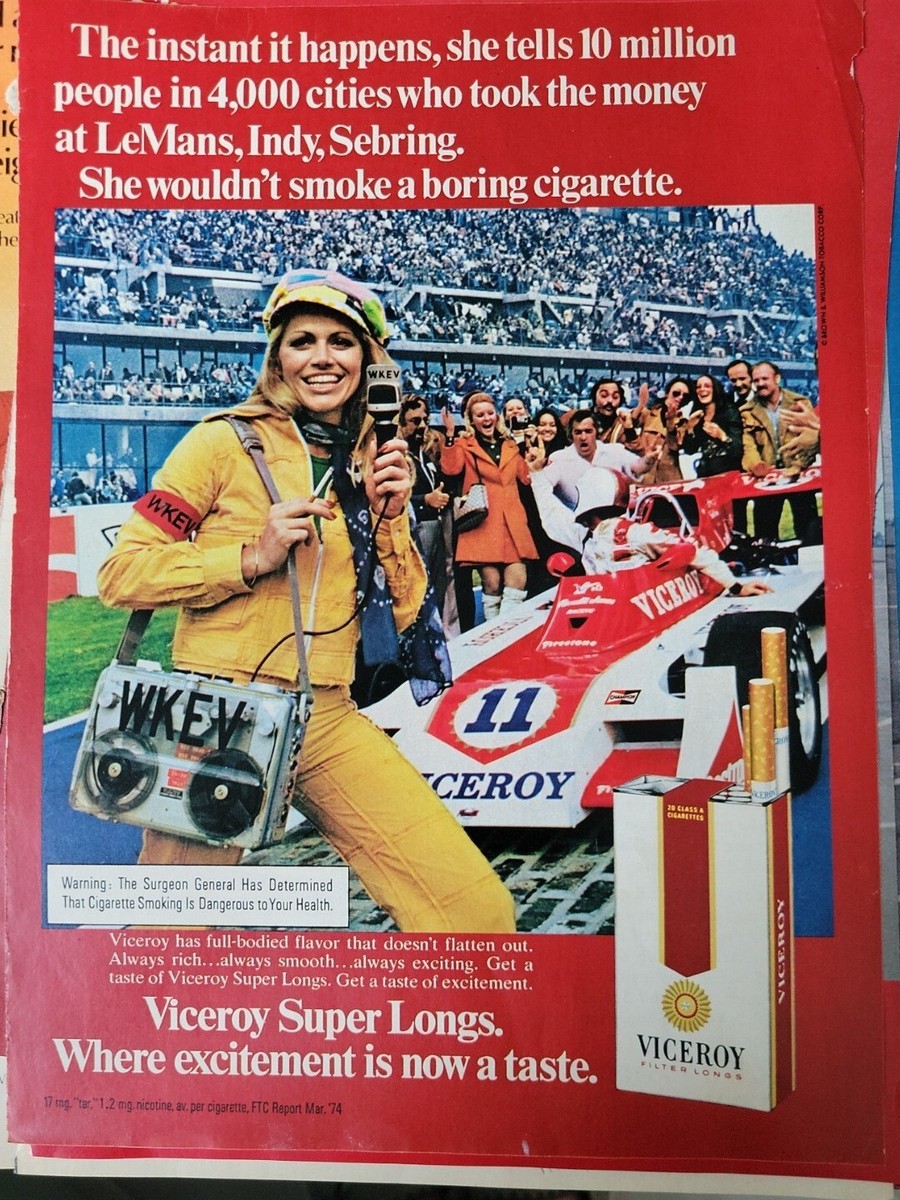 The instant it happens, she tells 10 million
people in 4,000 cities who took the money
at LeMans, Indy, Sebring.
She wouldn't smoke a boring cigarette.
© BROWN & WILLIAMSON TOBACCO CORP.
WKEV
WKEV
WKEV
VICEROY
Firestone
11
CHAMPION
VICEROY
20 CLASS A
CIGARETTES
VICEROY
VICEROY
FILTER LONGS
Warning: The Surgeon General Has Determined
That Cigarette Smoking Is Dangerous to Your Health.
Viceroy has full-bodied flavor that doesn't flatten out.
Always rich...always smooth...always exciting. Get a
taste of Viceroy Super Longs. Get a taste of excitement.
Viceroy Super Longs.
Where excitement is now a taste.
17 mg. "tar," 1.2 mg. nicotine, av. per cigarette, FTC Report Mar. '74